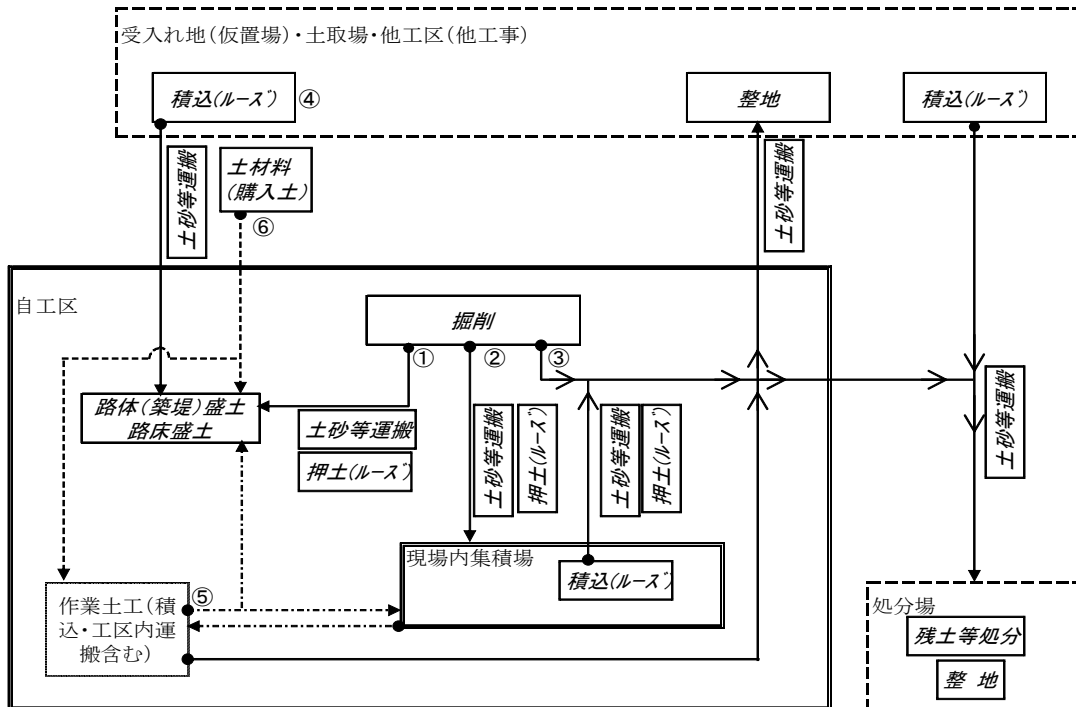 受入れ地(仮置場)・土取場・他工区(他工事)
積込(ルーズ)
④
整地
積込(ルーズ)
土砂等運搬
土材料
(購入土)
⑥
土砂等運搬
自工区
掘削
①
②
③
路体(築堤)盛土
路床盛土
土砂等運搬
押土(ルーズ)
土砂等運搬
押土(ルーズ)
土砂等運搬
押土(ルーズ)
土砂等運搬
現場内集積場
積込(ルーズ)
作業土工(積
込・工区内運
搬含む)
⑤
処分場
残土等処分
整 地